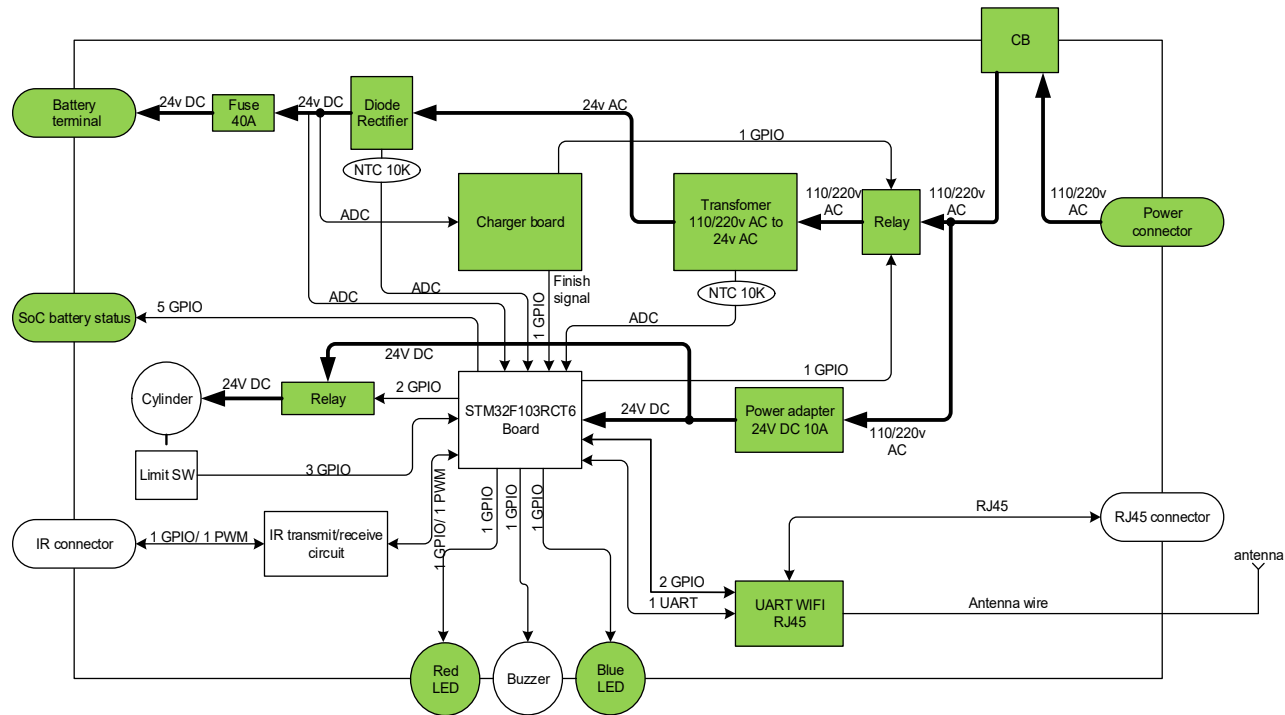 CB
24v DC
24v DC
24v AC
Battery
terminal
Fuse
40A
Diode
Rectifier
1 GPIO
NTC 10K
110/220v
AC
110/220v
AC
110/220v
AC
Power
connector
ADC
Charger board
Transfomer
110/220v AC to
24v AC
Relay
Finish
signal
1 GPIO
NTC 10K
ADC
ADC
ADC
5 GPIO
SoC battery status
24V DC
1 GPIO
Cylinder
24V DC
Relay
2 GPIO
STM32F103RCT6
Board
24V DC
Power adapter
24V DC 10A
110/220v
AC
Limit SW
3 GPIO
1 GPIO/ 1 PWM
IR connector
1 GPIO/ 1 PWM
IR transmit/receive
circuit
1 GPIO
1 GPIO
1 GPIO
RJ45
RJ45 connector
antenna
2 GPIO
1 UART
UART WIFI
RJ45
Antenna wire
Red
LED
Buzzer
Blue
LED